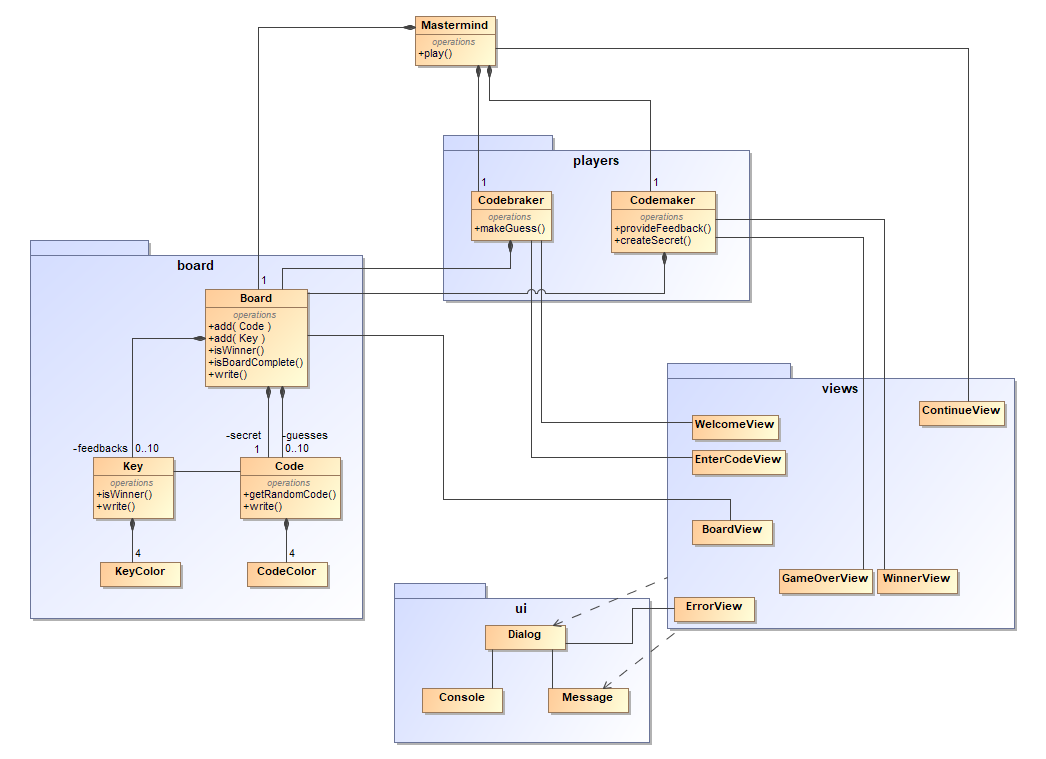 Mastermind
operations
+play()
players
1
1
Codebraker
operations
+makeGuess()
Codemaker
operations
+provideFeedback()
+createSecret()
board
1
Board
operations
+add( Code )
+add( Key )
+isWinner()
+isBoardComplete()
+write()
-feedbacks 0..10
-secret
1
-guesses
0..10
Key
operations
+isWinner()
+write()
Code
operations
+getRandomCode()
+write()
4
4
KeyColor
CodeColor
views
ContinueView
WelcomeView
EnterCodeView
BoardView
GameOverView
WinnerView
ErrorView
ui
Dialog
Console
Message